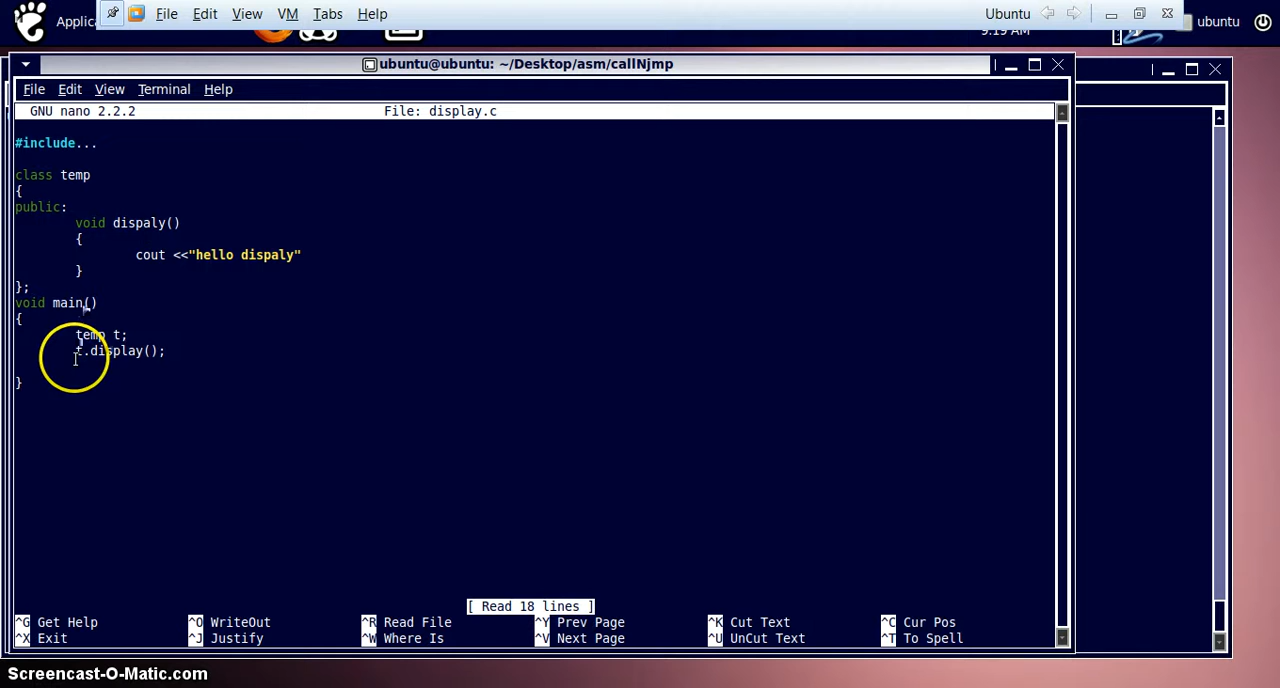 File Edit View VM Tabs Help Ubuntu
9:19 AM ubuntu
ubuntu@ubuntu: ~/Desktop/asm/callNjmp
File Edit View Terminal Help
GNU nano 2.2.2 File: display.c
#include...
class temp
{
public:
void dispaly()
{
cout <<"hello dispaly"
}
};
void main()
{
temp t;
t.display();
}
[ Read 18 lines ]
^G Get Help ^O WriteOut ^R Read File ^Y Prev Page ^K Cut Text ^C Cur Pos
^X Exit ^J Justify ^W Where Is ^V Next Page ^U UnCut Text ^T To Spell
Screencast-O-Matic.com